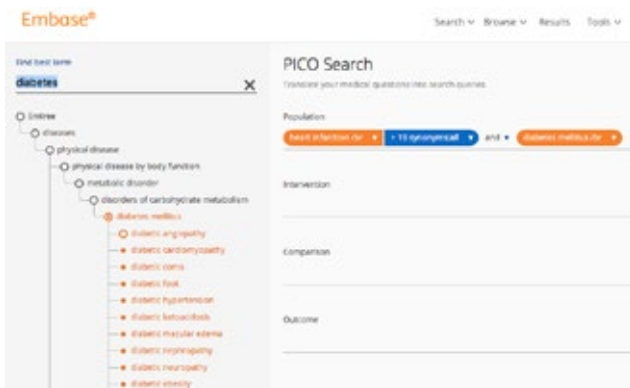 Embase®
Search Browse Results Tools
Find best term
diabetes
Emtree
diseases
physical disease
physical disease by body function
metabolic disorder
disorders of carbohydrate metabolism
diabetes mellitus
diabetic angiopathy
diabetic cardiomyopathy
diabetic coma
diabetic foot
diabetic hypertension
diabetic ketoacidosis
diabetic macular edema
diabetic nephropathy
diabetic neuropathy
diabetic obesity
PICO Search
Translate your medical questions into search queries
Population
heart infarction /br + 19 synonyms:all and diabetes mellitus /br
Intervention
Comparison
Outcome